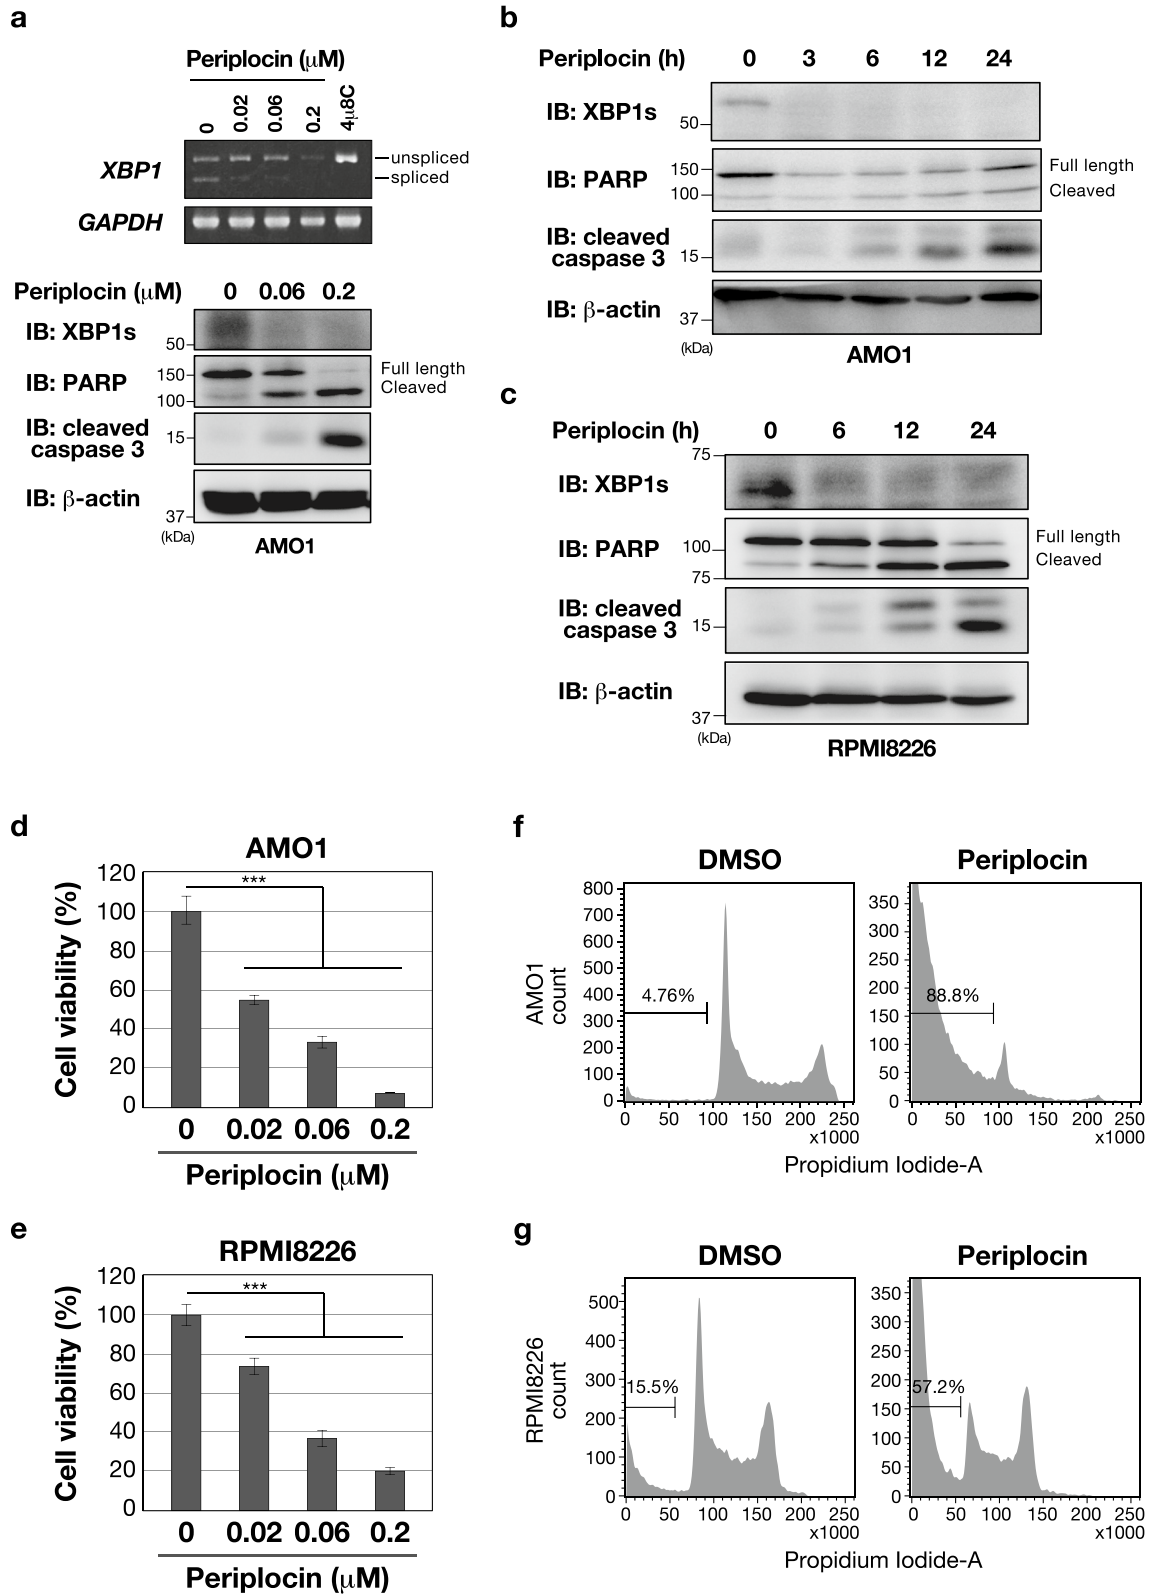 a
Periplocin (μM)
0
0.02
0.06
0.2
4μ8C
XBP1
unspliced
spliced
GAPDH
Periplocin (μM) 0 0.06 0.2
IB: XBP1s
50
IB: PARP
150
100
Full length
Cleaved
IB: cleaved
caspase 3
15
IB: β-actin
37
(kDa)
AMO1
b
Periplocin (h) 0 3 6 12 24
IB: XBP1s
50
IB: PARP
150
100
Full length
Cleaved
IB: cleaved
caspase 3
15
IB: β-actin
37
(kDa)
AMO1
c
Periplocin (h) 0 6 12 24
75
IB: XBP1s
IB: PARP
100
75
Full length
Cleaved
IB: cleaved
caspase 3
15
IB: β-actin
37
(kDa)
RPMI8226
d
AMO1
Cell viability (%)
120
100
80
60
40
20
0
***
0 0.02 0.06 0.2
Periplocin (μM)
e
RPMI8226
Cell viability (%)
120
100
80
60
40
20
0
***
0 0.02 0.06 0.2
Periplocin (μM)
f
DMSO
Periplocin
AMO1
count
800
700
600
500
400
300
200
100
0
4.76%
0 50 100 150 200 250
x1000
350
300
250
200
150
100
50
0
88.8%
0 50 100 150 200 250
x1000
Propidium Iodide-A
g
DMSO
Periplocin
RPMI8226
count
500
400
300
200
100
0
15.5%
0 50 100 150 200 250
x1000
350
300
250
200
150
100
50
0
57.2%
0 50 100 150 200 250
x1000
Propidium Iodide-A